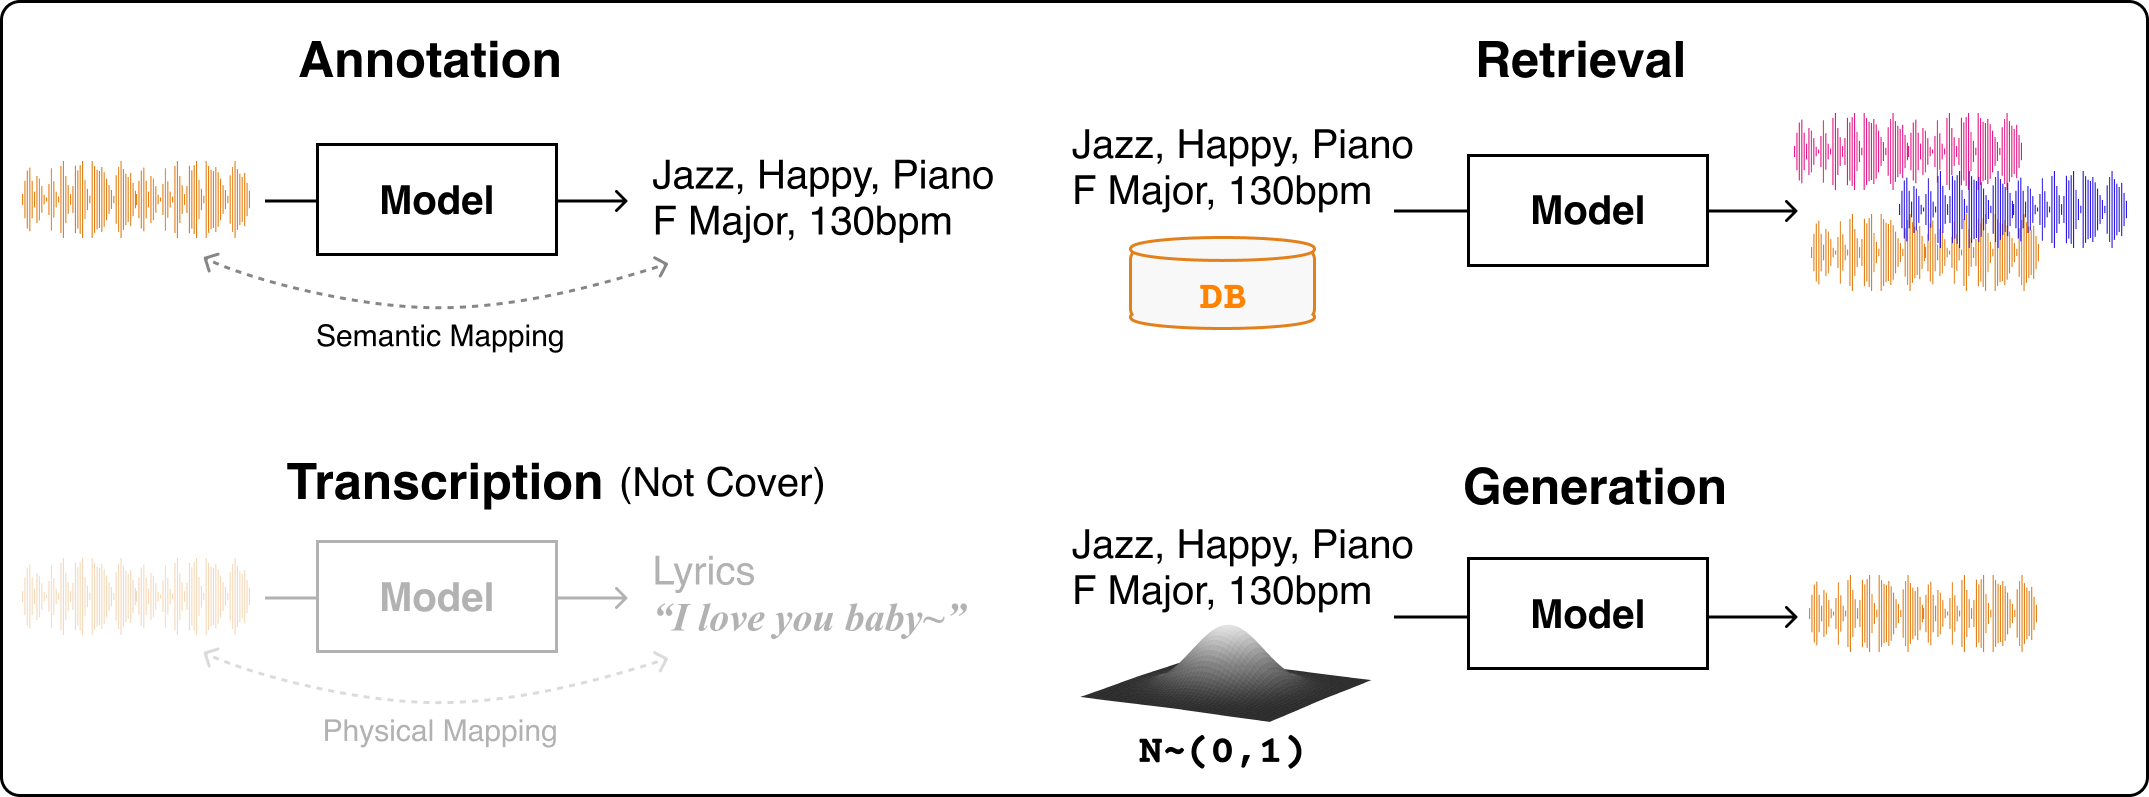 Annotation
Model
Jazz, Happy, Piano
F Major, 130bpm
Semantic Mapping
Retrieval
Jazz, Happy, Piano
F Major, 130bpm
DB
Model
Transcription (Not Cover)
Model
Lyrics
“I love you baby~”
Physical Mapping
Generation
Jazz, Happy, Piano
F Major, 130bpm
N~(0,1)
Model